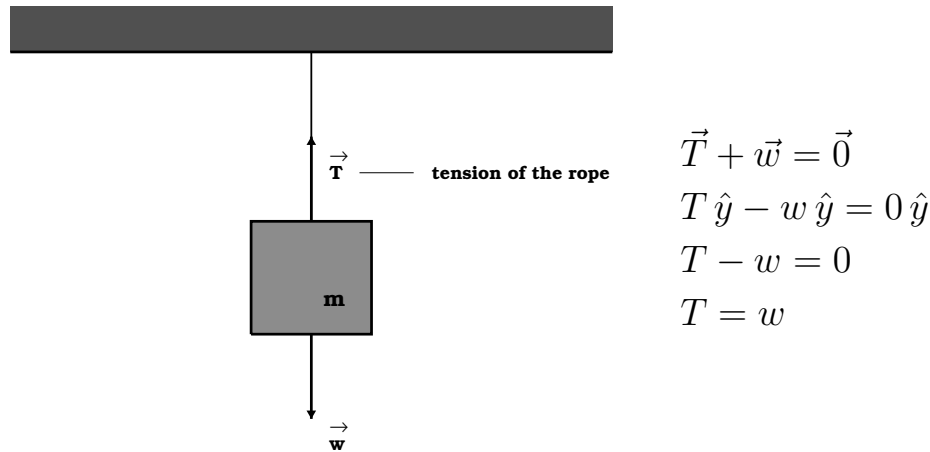 T⃗ tension of the rope
m
w⃗
T⃗ + w⃗ = 0⃗
T ŷ − w ŷ = 0 ŷ
T − w = 0
T = w